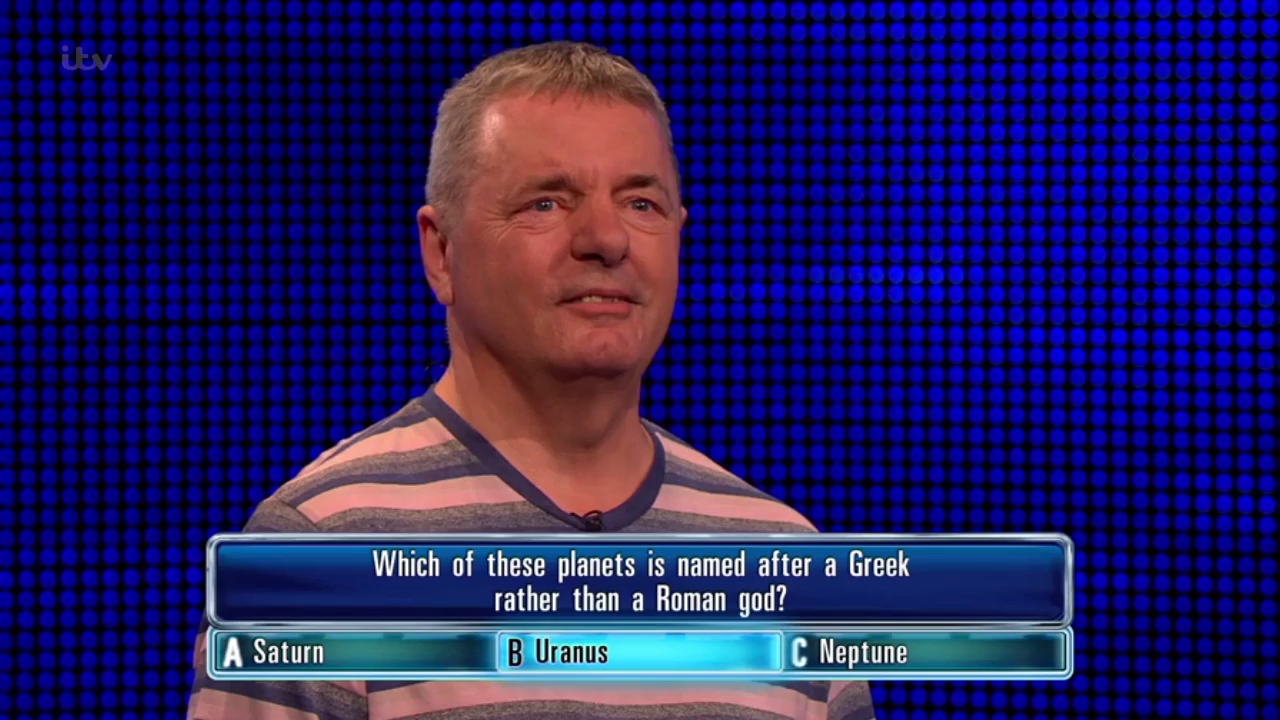 itv
Which of these planets is named after a Greek
rather than a Roman god?
A Saturn
B Uranus
C Neptune